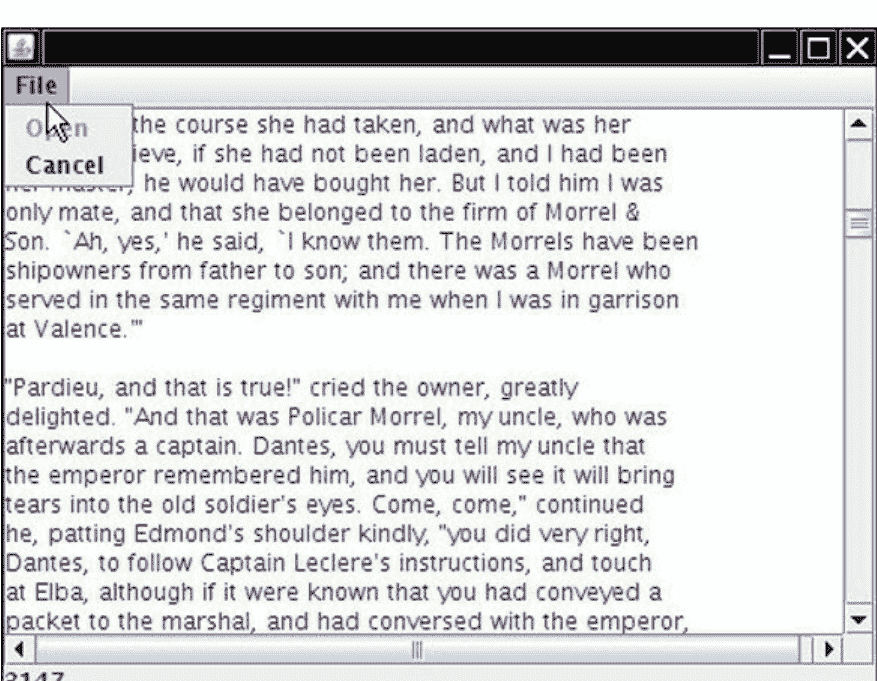 File
Open
Cancel
the course she had taken, and what was her
ieve, if she had not been laden, and I had been
her master, he would have bought her. But I told him I was
only mate, and that she belonged to the firm of Morrel &
Son. `Ah, yes,' he said, `I know them. The Morrels have been
shipowners from father to son; and there was a Morrel who
served in the same regiment with me when I was in garrison
at Valence.'"
"Pardieu, and that is true!" cried the owner, greatly
delighted. "And that was Policar Morrel, my uncle, who was
afterwards a captain. Dantes, you must tell my uncle that
the emperor remembered him, and you will see it will bring
tears into the old soldier's eyes. Come, come," continued
he, patting Edmond's shoulder kindly, "you did very right,
Dantes, to follow Captain Leclere's instructions, and touch
at Elba, although if it were known that you had conveyed a
packet to the marshal, and had conversed with the emperor,
3147